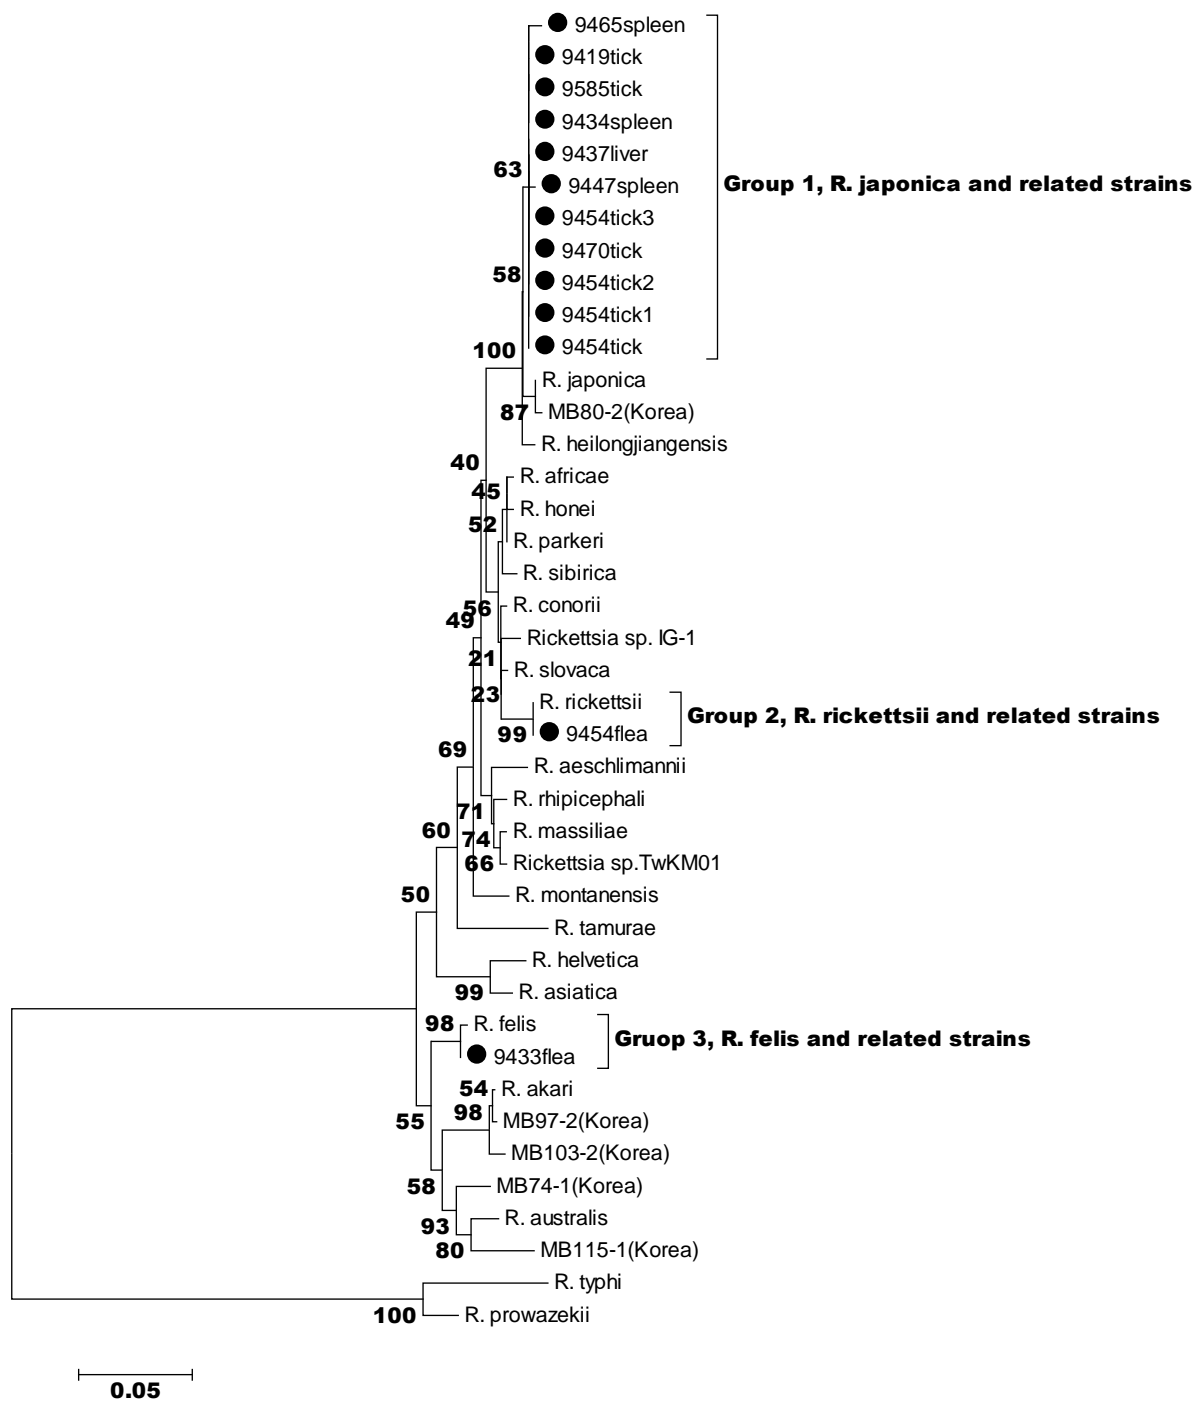 9465spleen
9419tick
9585tick
9434spleen
9437liver
63
9447spleen
Group 1, R. japonica and related strains
9454tick3
9470tick
58
9454tick2
9454tick1
9454tick
100
R. japonica
87
MB80-2(Korea)
R. heilongjiangensis
40
R. africae
45
R. honei
52
R. parkeri
R. sibirica
56
R. conorii
49
Rickettsia sp. IG-1
21
R. slovaca
23
R. rickettsii
Group 2, R. rickettsii and related strains
99
9454flea
69
R. aeschlimannii
R. rhipicephali
71
60
R. massiliae
74
66
Rickettsia sp.TwKM01
50
R. montanensis
R. tamurae
R. helvetica
99
R. asiatica
98
R. felis
Gruop 3, R. felis and related strains
9433flea
54
R. akari
98
55
MB97-2(Korea)
MB103-2(Korea)
58
MB74-1(Korea)
R. australis
93
80
MB115-1(Korea)
R. typhi
100
R. prowazekii
0.05